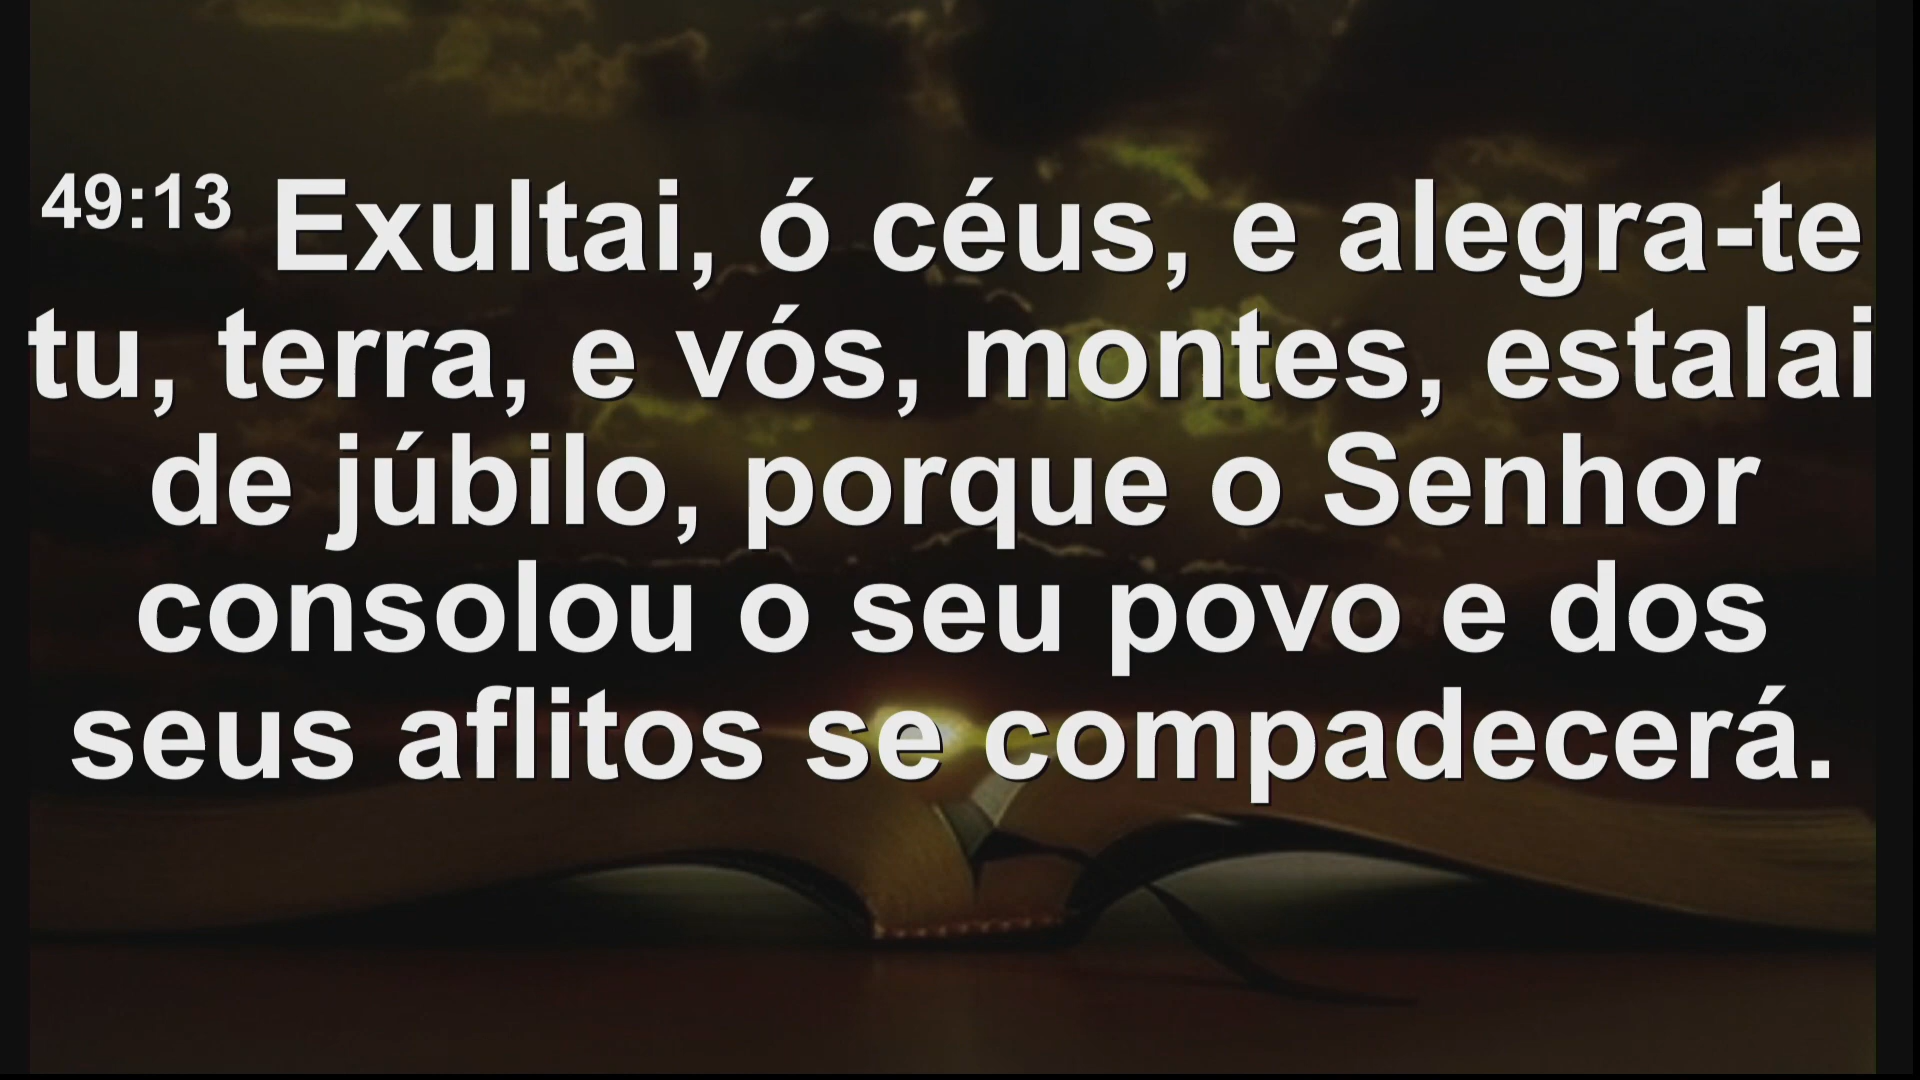 49:13 Exultai, ó céus, e alegra-te
tu, terra, e vós, montes, estalai
de júbilo, porque o Senhor
consolou o seu povo e dos
seus aflitos se compadecerá.